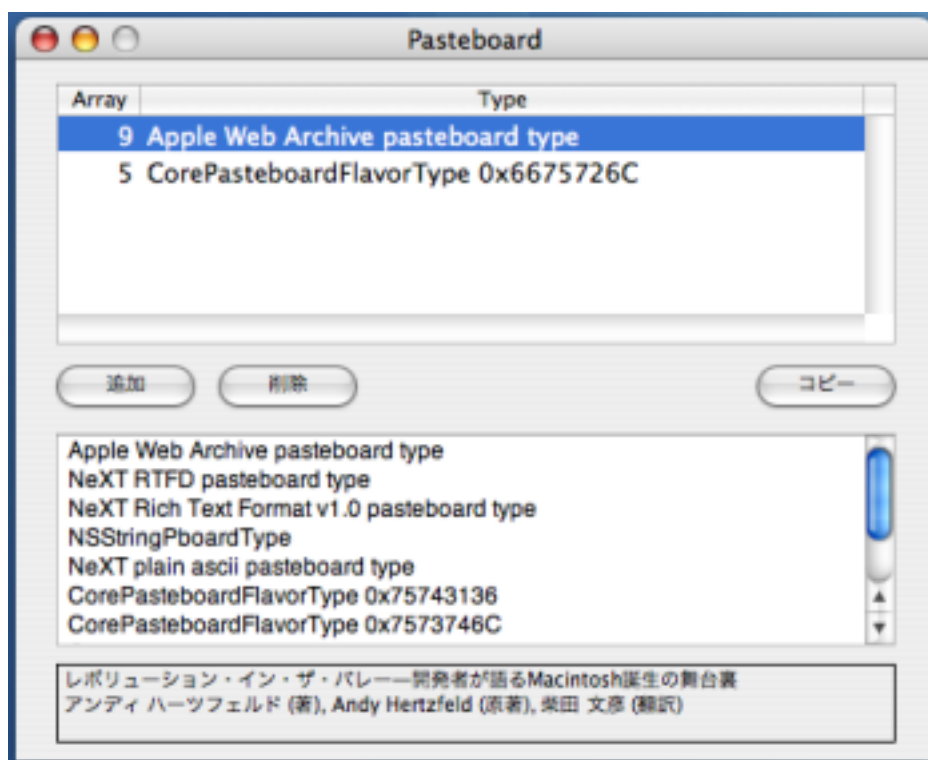 Pasteboard
Array Type
9 Apple Web Archive pasteboard type
5 CorePasteboardFlavorType 0x6675726C
追加 削除 コピー
Apple Web Archive pasteboard type
NeXT RTFD pasteboard type
NeXT Rich Text Format v1.0 pasteboard type
NSStringPboardType
NeXT plain ascii pasteboard type
CorePasteboardFlavorType 0x75743136
CorePasteboardFlavorType 0x7573746C
レボリューション・イン・ザ・バレー―開発者が語るMacintosh誕生の舞台裏
アンディ ハーツフェルド (著), Andy Hertzfeld (原著), 柴田 文彦 (翻訳)